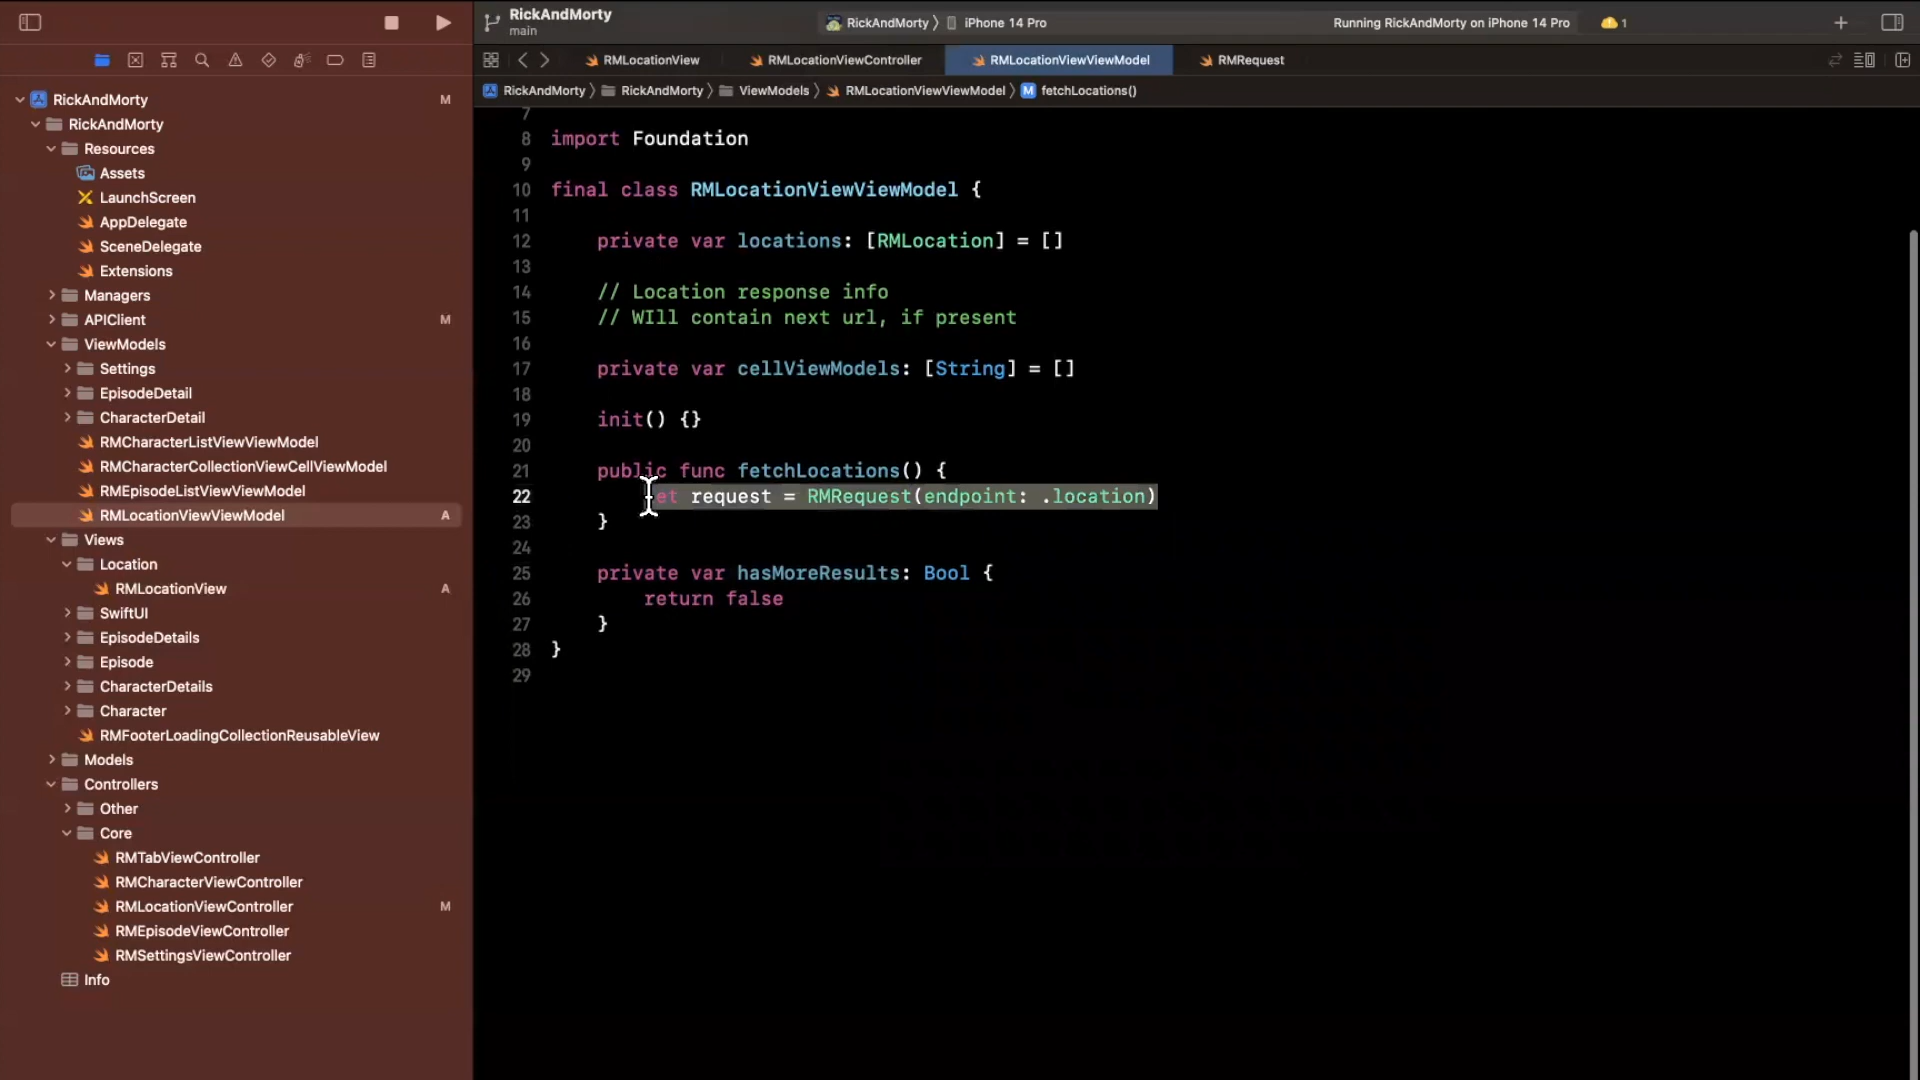 RickAndMorty
main
RickAndMorty
iPhone 14 Pro
Running RickAndMorty on iPhone 14 Pro
1
RMLocationView
RMLocationViewController
RMLocationViewViewModel
RMRequest
RickAndMorty
RickAndMorty
ViewModels
RMLocationViewViewModel
M
fetchLocations()
RickAndMorty
M
RickAndMorty
Resources
Assets
LaunchScreen
AppDelegate
SceneDelegate
Extensions
Managers
APIClient
M
ViewModels
Settings
EpisodeDetail
CharacterDetail
RMCharacterListViewViewModel
RMCharacterCollectionViewCellViewModel
RMEpisodeListViewViewModel
RMLocationViewViewModel
A
Views
Location
RMLocationView
A
SwiftUI
EpisodeDetails
Episode
CharacterDetails
Character
RMFooterLoadingCollectionReusableView
Models
Controllers
Other
Core
RMTabViewController
RMCharacterViewController
RMLocationViewController
M
RMEpisodeViewController
RMSettingsViewController
Info
7
8 import Foundation
9
10 final class RMLocationViewViewModel {
11
12 private var locations: [RMLocation] = []
13
14 // Location response info
15 // WIll contain next url, if present
16
17 private var cellViewModels: [String] = []
18
19 init() {}
20
21 public func fetchLocations() {
22 let request = RMRequest(endpoint: .location)
23 }
24
25 private var hasMoreResults: Bool {
26 return false
27 }
28 }
29